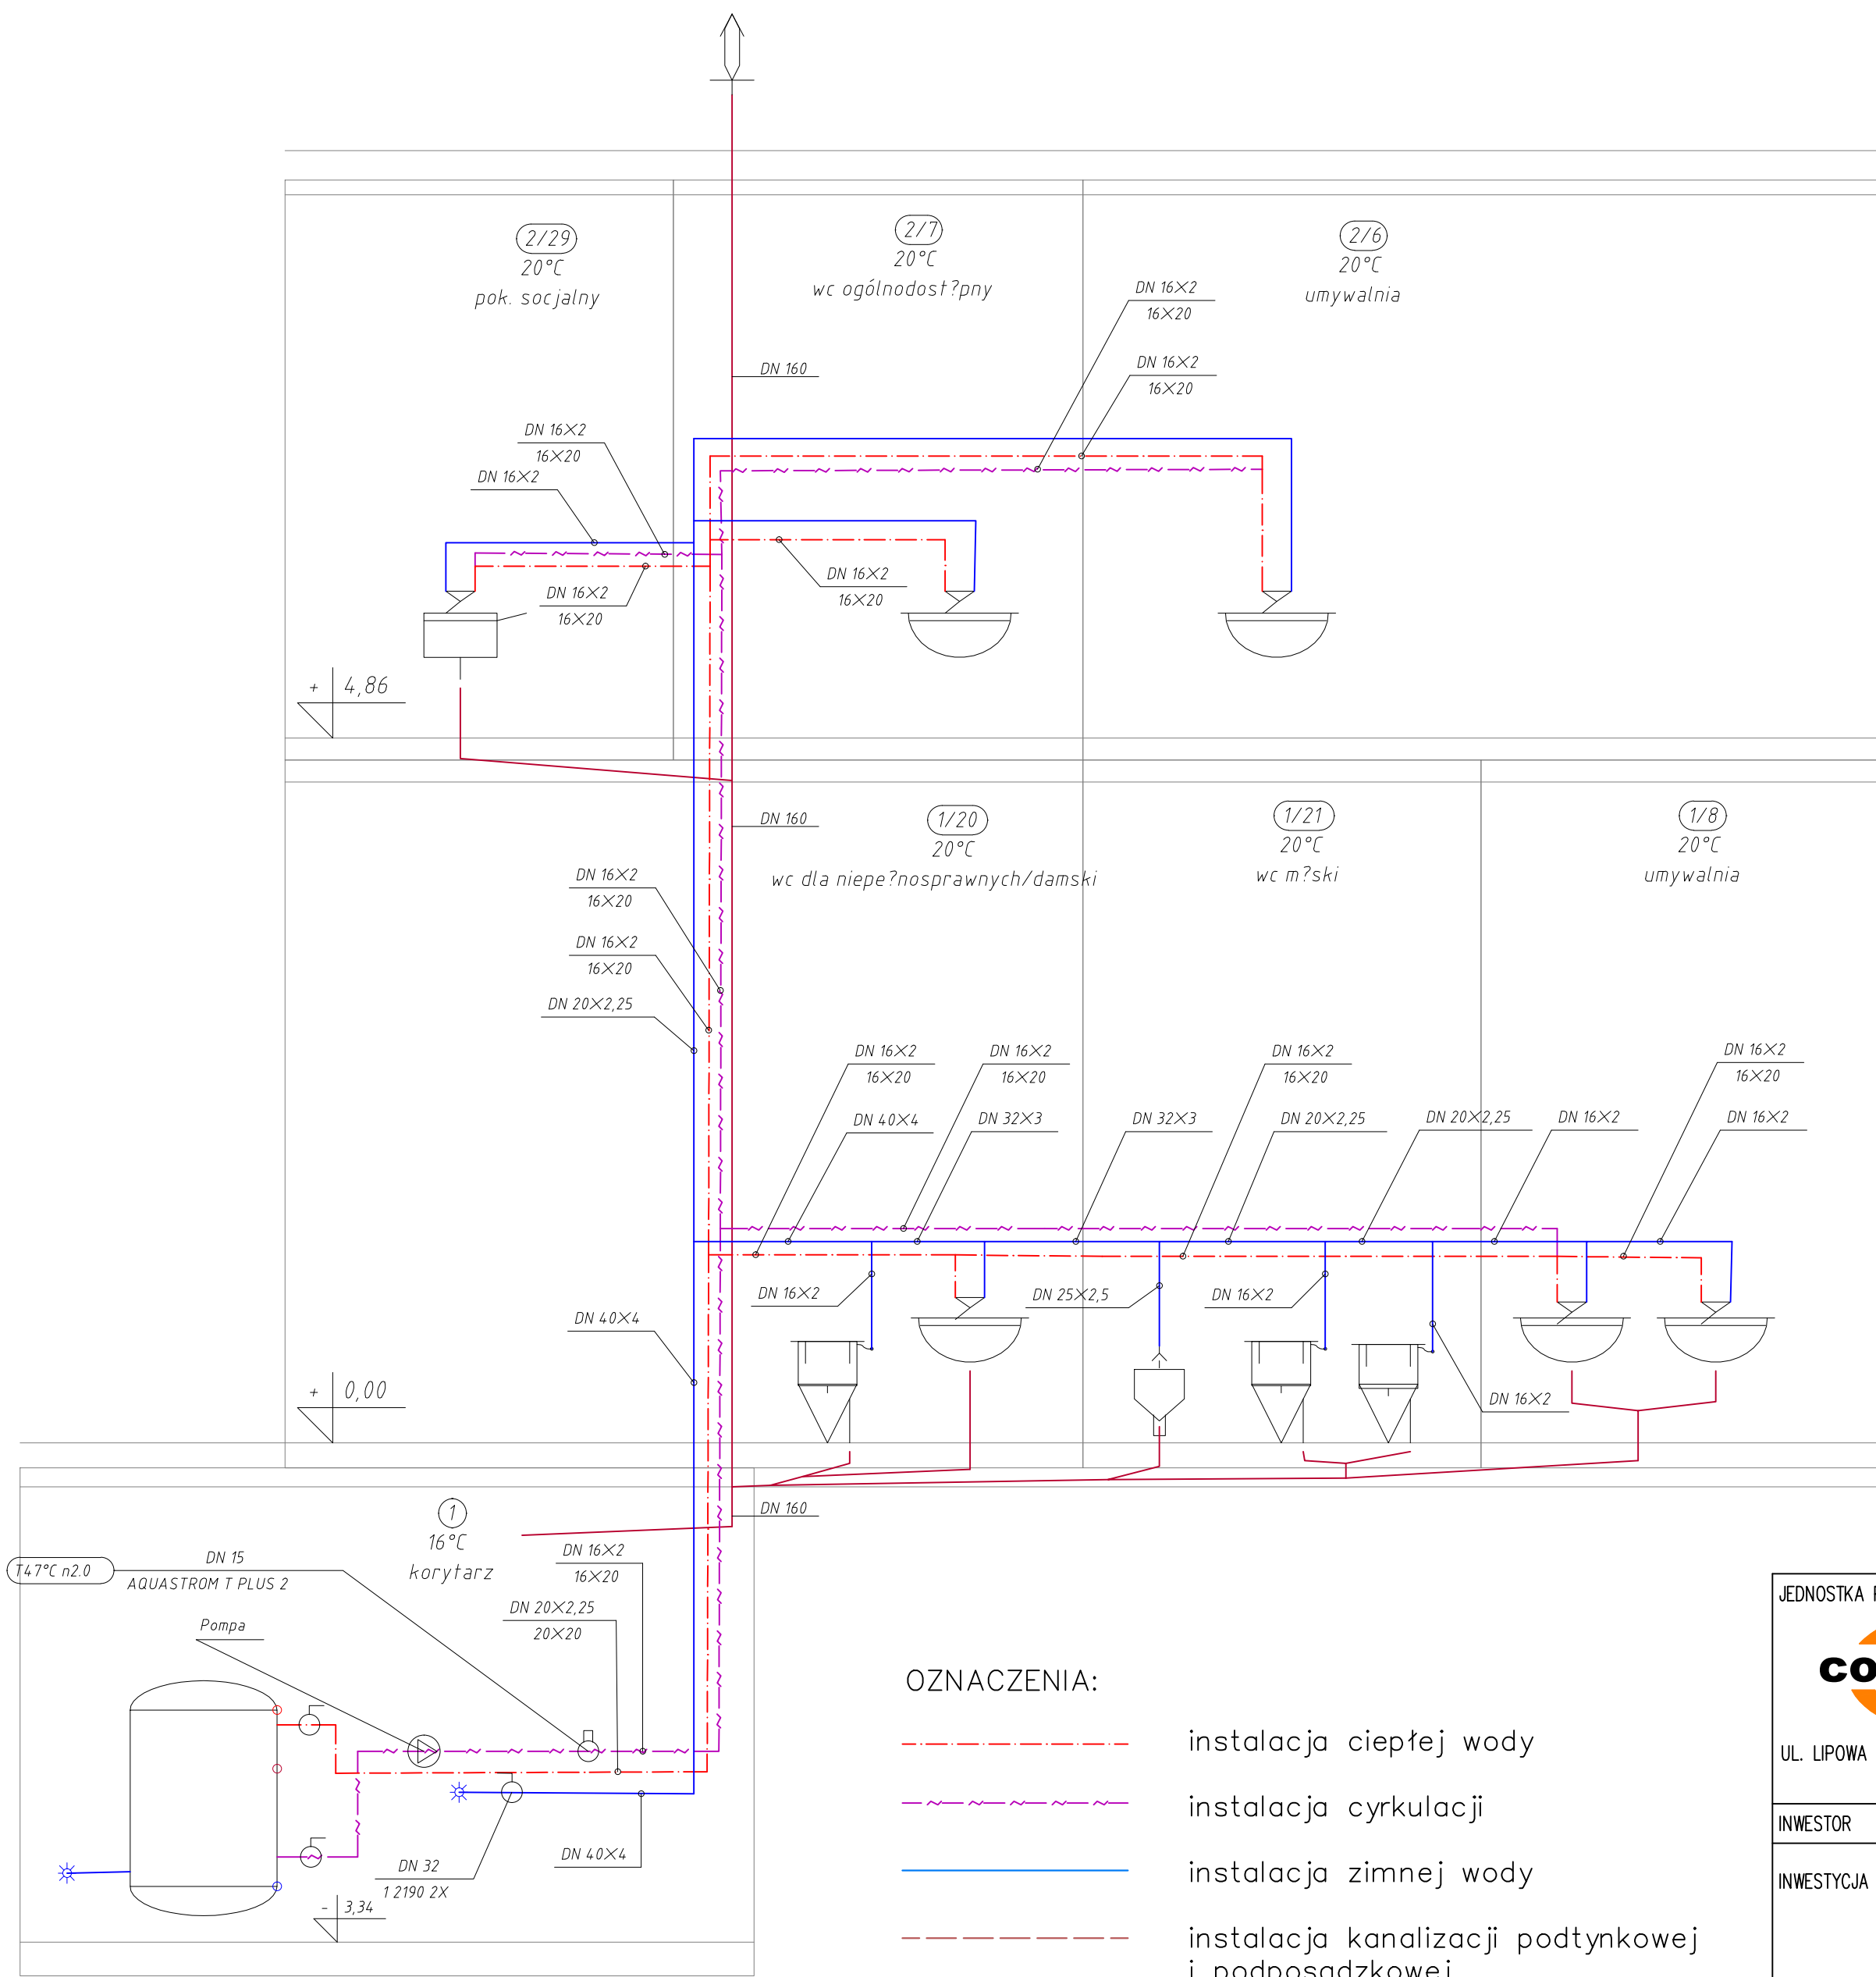 2/29
20°C
pok. socjalny
2/7
20°C
wc ogólnodost?pny
2/6
20°C
umywalnia
DN 16X2
16X20
DN 16X2
16X20
DN 160
DN 16X2
16X20
DN 16X2
DN 16X2
16X20
DN 16X2
16X20
+ 4,86
DN 160
1/20
20°C
wc dla niepe?nosprawnych/damski
1/21
20°C
wc m?ski
1/8
20°C
umywalnia
DN 16X2
16X20
DN 16X2
16X20
DN 20X2,25
DN 16X2
16X20
DN 16X2
16X20
DN 16X2
16X20
DN 16X2
16X20
DN 40X4
DN 32X3
DN 32X3
DN 20X2,25
DN 20X2,25
DN 16X2
DN 16X2
DN 16X2
DN 25X2,5
DN 16X2
DN 40X4
+ 0,00
DN 16X2
DN 160
1
16°C
korytarz
T47°C n2.0
DN 15
AQUASTROM T PLUS 2
DN 16X2
16X20
DN 20X2,25
20X20
Pompa
DN 40X4
DN 32
1 2190 2X
- 3,34
OZNACZENIA:
instalacja ciepłej wody
instalacja cyrkulacji
instalacja zimnej wody
instalacja kanalizacji podtynkowej
i podposadzkowej
JEDNOSTKA
co
UL. LIPOWA
INWESTOR
INWESTYCJA